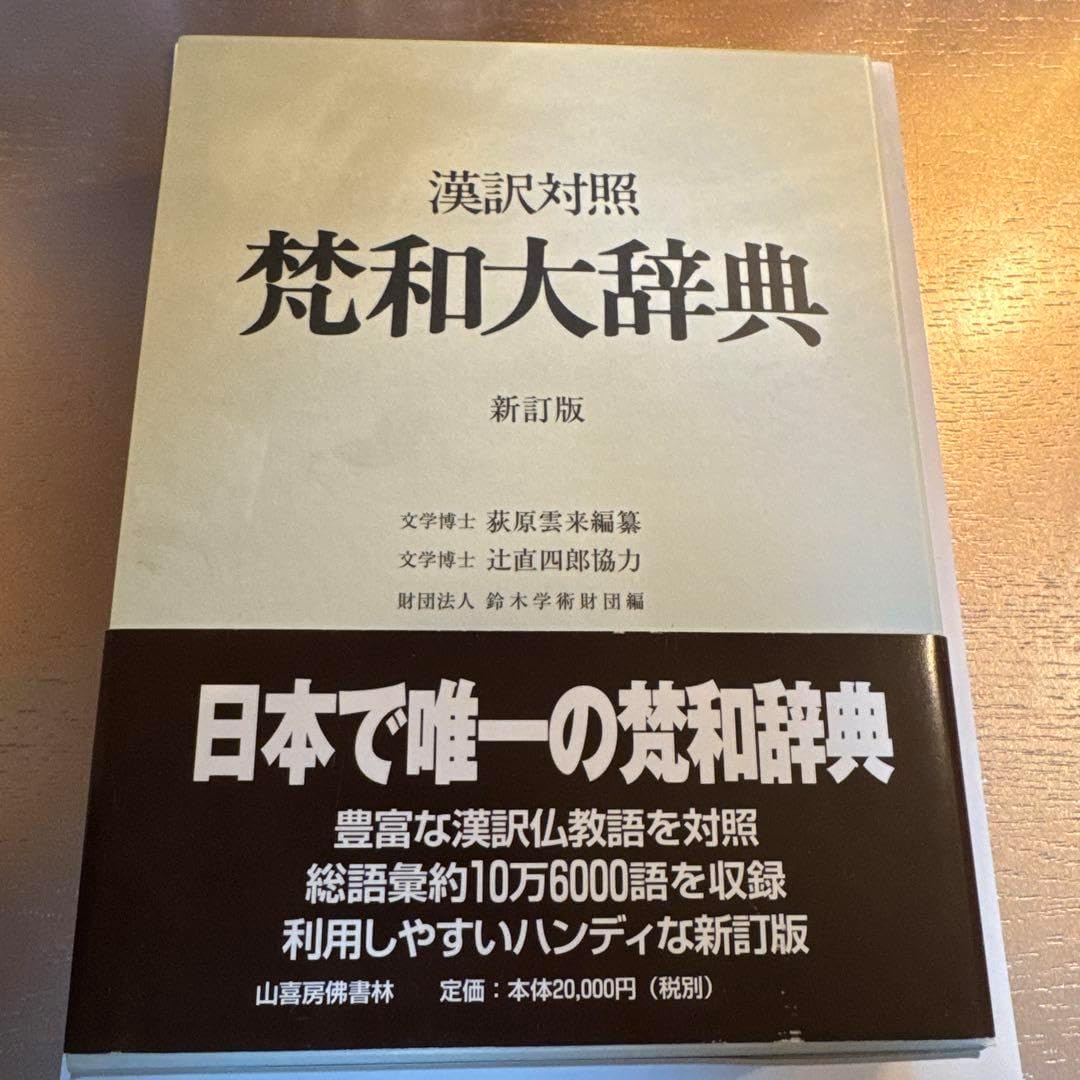 漢訳対照
梵和大辞典
新訂版
文学博士 荻原雲来編纂
文学博士 辻直四郎協力
財団法人 鈴木学術財団編
日本で唯一の梵和辞典
豊富な漢訳仏教語を対照
総語彙約10万6000語を収録
利用しやすいハンディな新訂版
山喜房佛書林 定価：本体20,000円（税別）